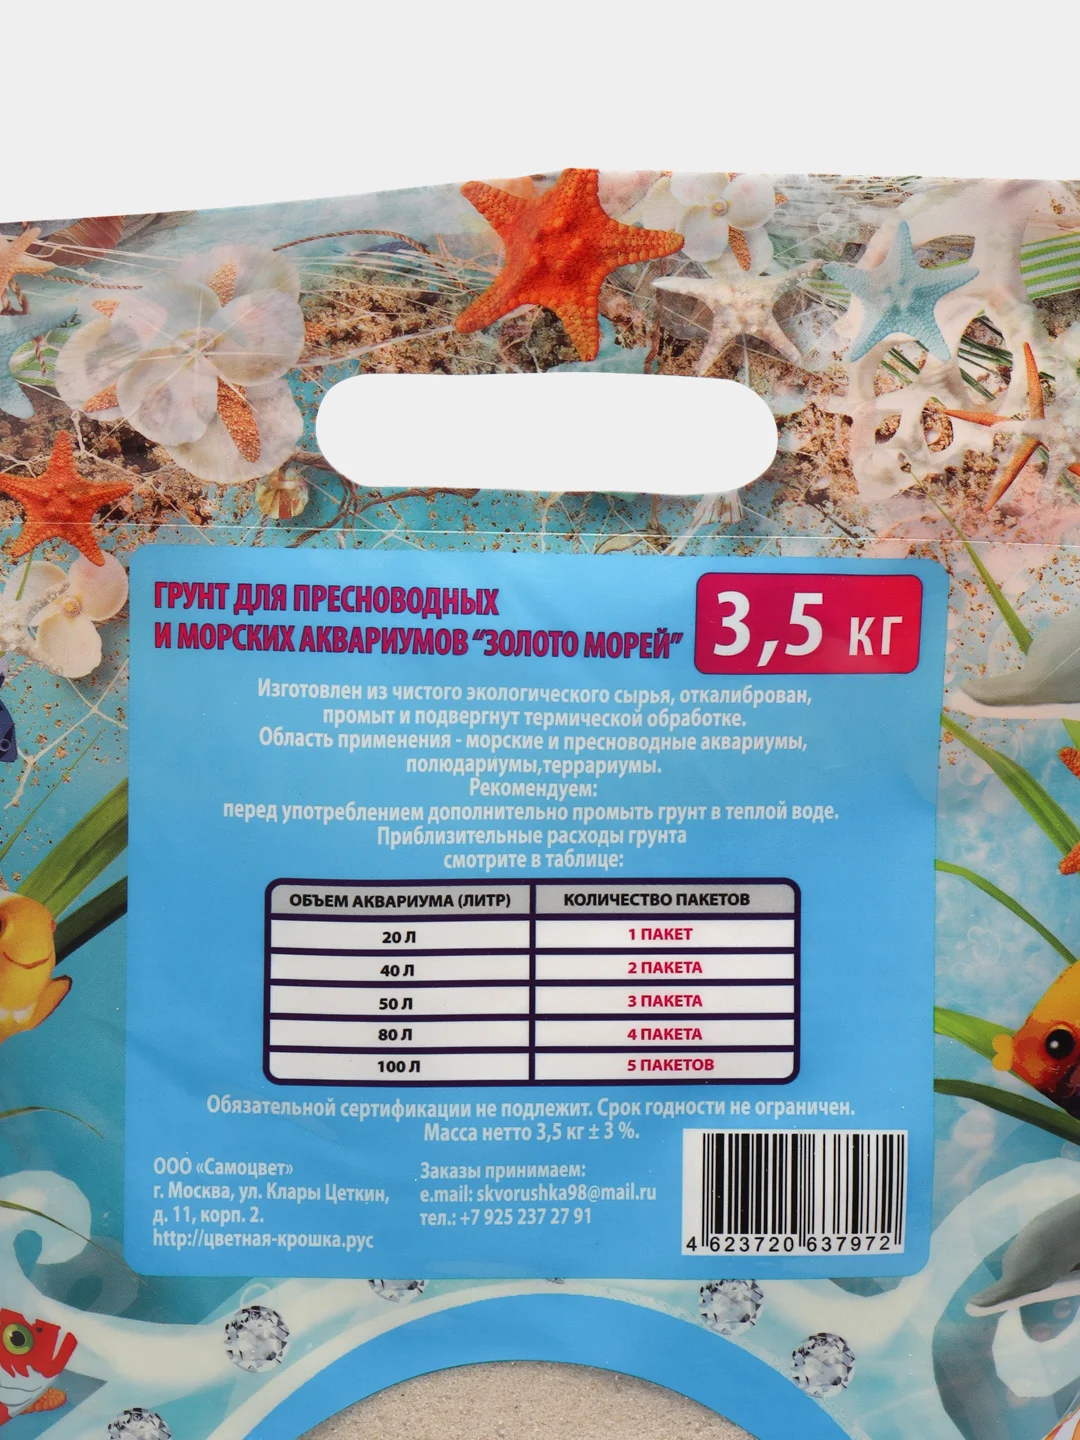 ГРУНТ ДЛЯ ПРЕСНОВОДНЫХ
И МОРСКИХ АКВАРИУМОВ “ЗОЛОТО МОРЕЙ”
3,5 кг
Изготовлен из чистого экологического сырья, откалиброван,
промыт и подвергнут термической обработке.
Область применения - морские и пресноводные аквариумы,
полюдариумы,террариумы.
Рекомендуем:
перед употреблением дополнительно промыть грунт в теплой воде.
Приблизительные расходы грунта
смотрите в таблице:
ОБЪЕМ АКВАРИУМА (ЛИТР) КОЛИЧЕСТВО ПАКЕТОВ
20 Л 1 ПАКЕТ
40 Л 2 ПАКЕТА
50 Л 3 ПАКЕТА
80 Л 4 ПАКЕТА
100 Л 5 ПАКЕТОВ
Обязательной сертификации не подлежит. Срок годности не ограничен.
Масса нетто 3,5 кг ± 3 %.
ООО «Самоцвет»
г. Москва, ул. Клары Цеткин,
д. 11, корп. 2.
http://цветная-крошка.рус
Заказы принимаем:
e.mail: skvorushka98@mail.ru
тел.: +7 925 237 27 91
4 623720 637972